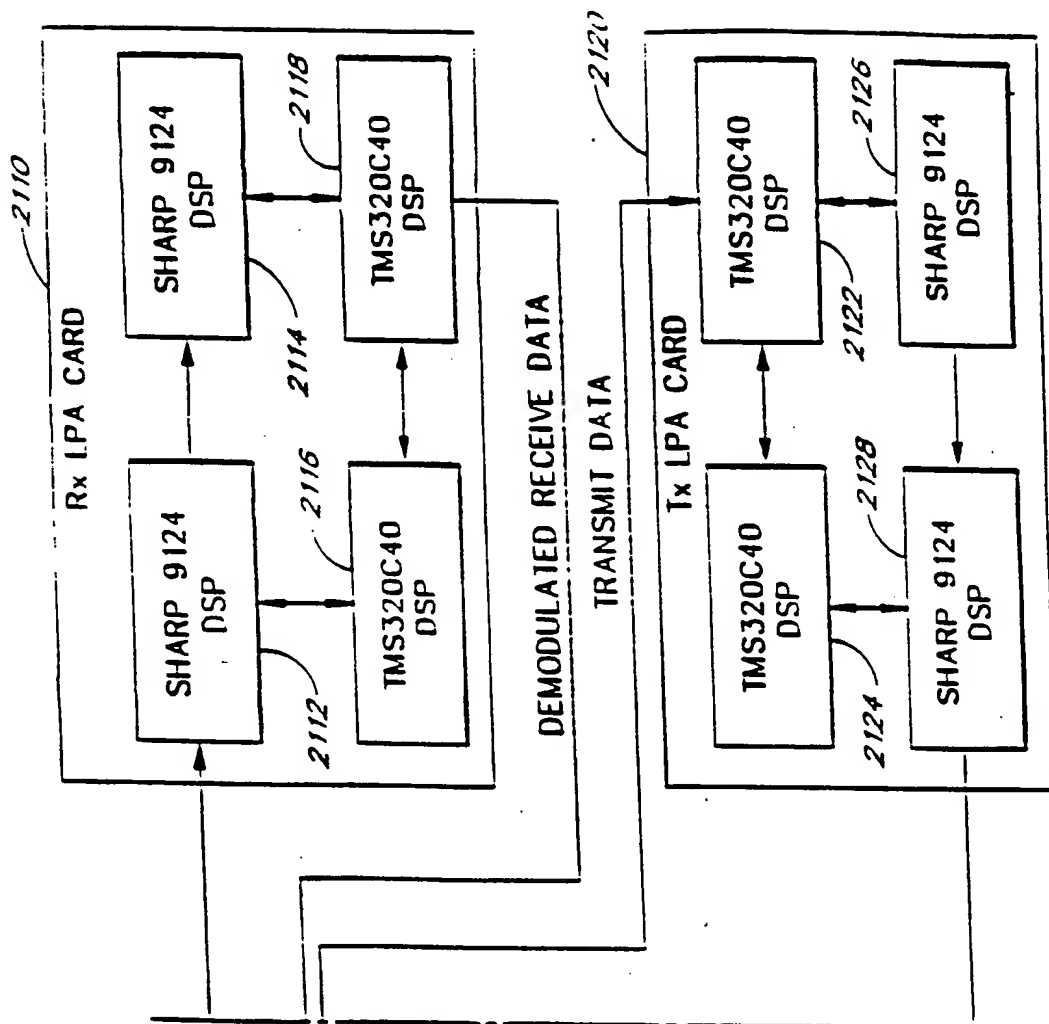 2110
Rx LPA CARD
SHARP 9124
DSP
2112
SHARP 9124
DSP
2114
TMS320C40
DSP
2116
TMS320C40
DSP
2118
DEMODULATED RECEIVE DATA
TRANSMIT DATA
2120
Tx LPA CARD
TMS320C40
DSP
2124
TMS320C40
DSP
2122
SHARP 9124
DSP
2128
SHARP 9124
DSP
2126